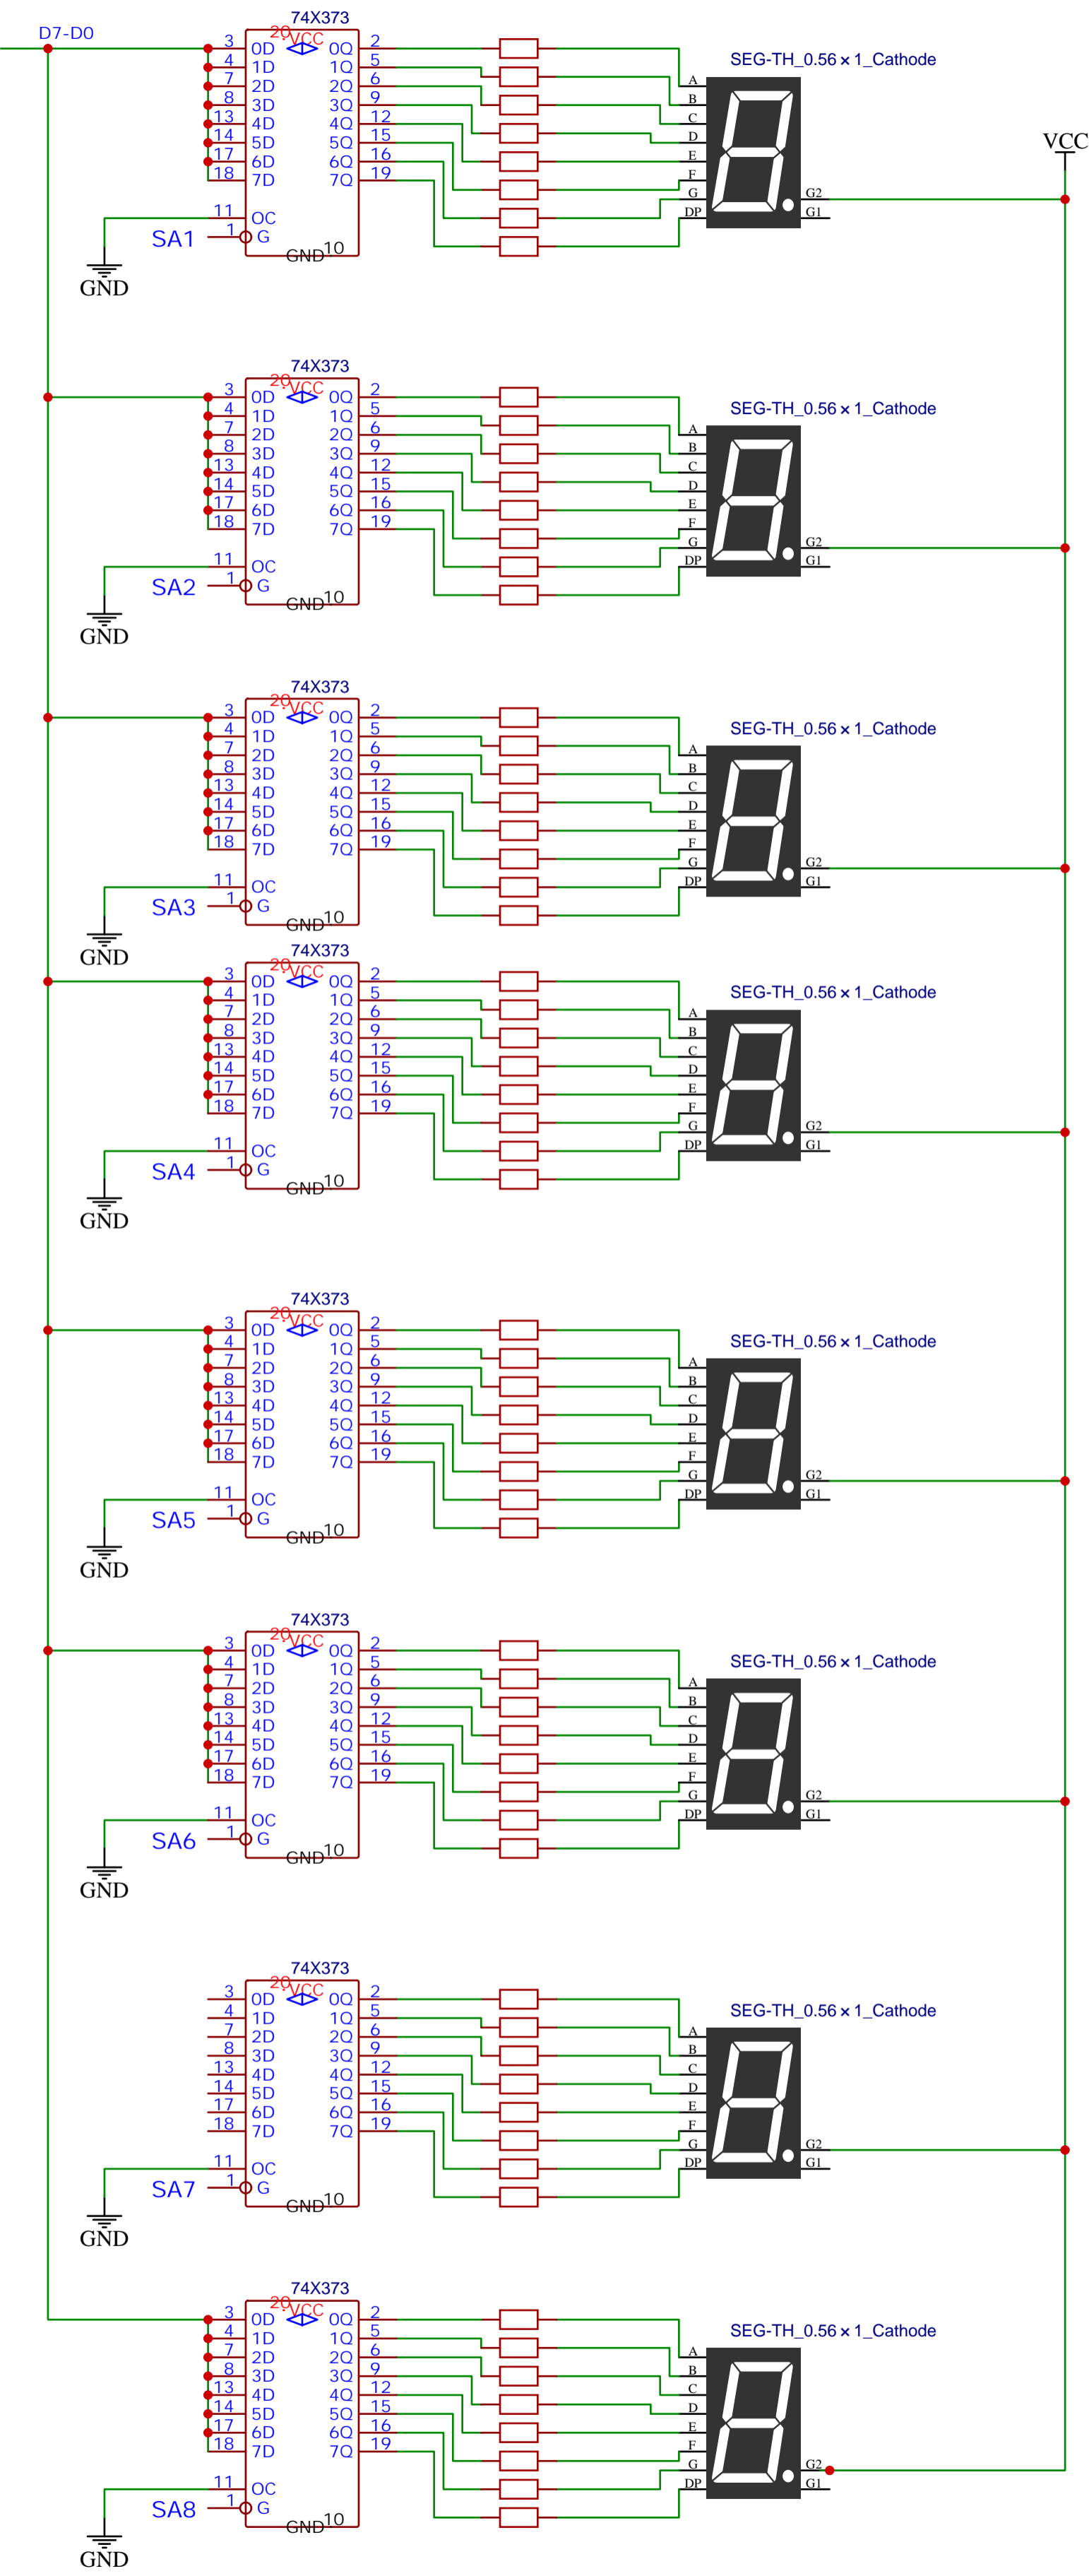 D7-D0
VCC
74X373
20 VCC
3 0D 0Q 2
4 1D 1Q 5
7 2D 2Q 6
8 3D 3Q 9
13 4D 4Q 12
14 5D 5Q 15
17 6D 6Q 16
18 7D 7Q 19
11 OC
SA1 1 G
GND 10
GND
SEG-TH_0.56×1_Cathode
A
B
C
D
E
F
G G2
DP G1
74X373
20 VCC
3 0D 0Q 2
4 1D 1Q 5
7 2D 2Q 6
8 3D 3Q 9
13 4D 4Q 12
14 5D 5Q 15
17 6D 6Q 16
18 7D 7Q 19
11 OC
SA2 1 G
GND 10
GND
SEG-TH_0.56×1_Cathode
A
B
C
D
E
F
G G2
DP G1
74X373
20 VCC
3 0D 0Q 2
4 1D 1Q 5
7 2D 2Q 6
8 3D 3Q 9
13 4D 4Q 12
14 5D 5Q 15
17 6D 6Q 16
18 7D 7Q 19
11 OC
SA3 1 G
GND 10
GND
SEG-TH_0.56×1_Cathode
A
B
C
D
E
F
G G2
DP G1
74X373
20 VCC
3 0D 0Q 2
4 1D 1Q 5
7 2D 2Q 6
8 3D 3Q 9
13 4D 4Q 12
14 5D 5Q 15
17 6D 6Q 16
18 7D 7Q 19
11 OC
SA4 1 G
GND 10
GND
SEG-TH_0.56×1_Cathode
A
B
C
D
E
F
G G2
DP G1
74X373
20 VCC
3 0D 0Q 2
4 1D 1Q 5
7 2D 2Q 6
8 3D 3Q 9
13 4D 4Q 12
14 5D 5Q 15
17 6D 6Q 16
18 7D 7Q 19
11 OC
SA5 1 G
GND 10
GND
SEG-TH_0.56×1_Cathode
A
B
C
D
E
F
G G2
DP G1
74X373
20 VCC
3 0D 0Q 2
4 1D 1Q 5
7 2D 2Q 6
8 3D 3Q 9
13 4D 4Q 12
14 5D 5Q 15
17 6D 6Q 16
18 7D 7Q 19
11 OC
SA6 1 G
GND 10
GND
SEG-TH_0.56×1_Cathode
A
B
C
D
E
F
G G2
DP G1
74X373
20 VCC
3 0D 0Q 2
4 1D 1Q 5
7 2D 2Q 6
8 3D 3Q 9
13 4D 4Q 12
14 5D 5Q 15
17 6D 6Q 16
18 7D 7Q 19
11 OC
SA7 1 G
GND 10
GND
SEG-TH_0.56×1_Cathode
A
B
C
D
E
F
G G2
DP G1
74X373
20 VCC
3 0D 0Q 2
4 1D 1Q 5
7 2D 2Q 6
8 3D 3Q 9
13 4D 4Q 12
14 5D 5Q 15
17 6D 6Q 16
18 7D 7Q 19
11 OC
SA8 1 G
GND 10
GND
SEG-TH_0.56×1_Cathode
A
B
C
D
E
F
G G2
DP G1